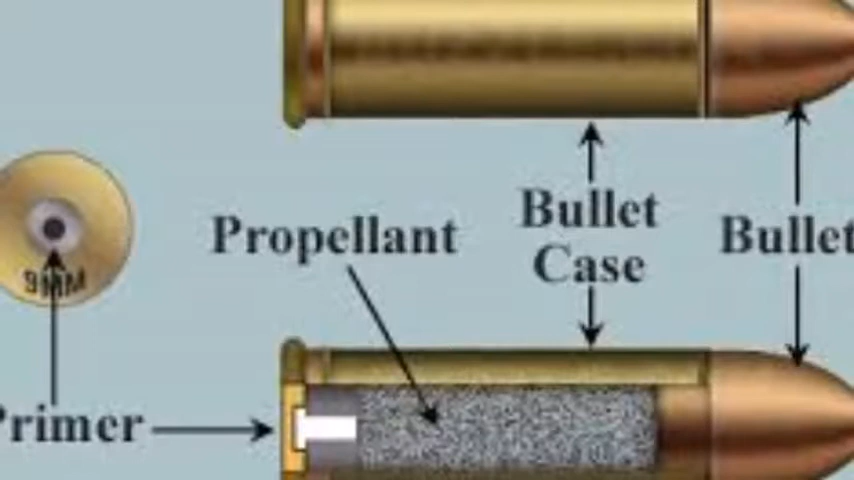 Propellant
Bullet
Case
Bullet
9MM
Primer